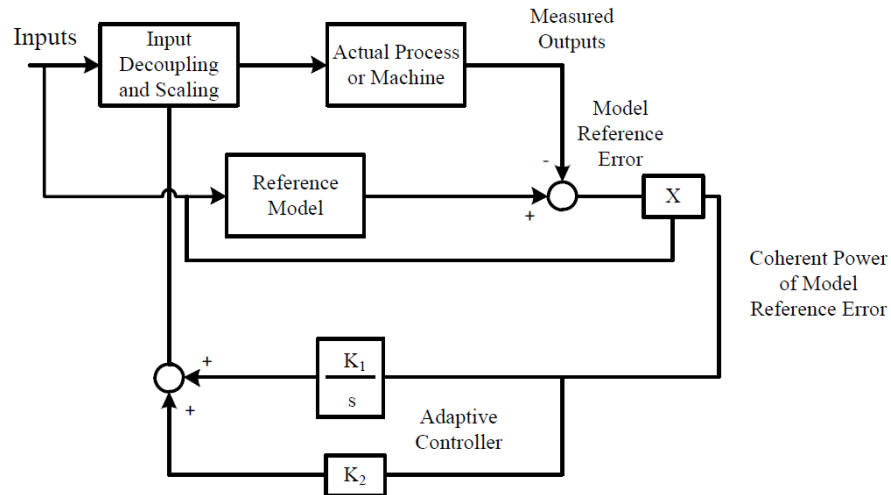 Measured
Outputs
Inputs
Input
Decoupling
and Scaling
Actual Process
or Machine
Model
Reference
Error
-
Reference
Model
+
X
Coherent Power
of Model
Reference Error
+
K1
s
+
Adaptive
Controller
K2